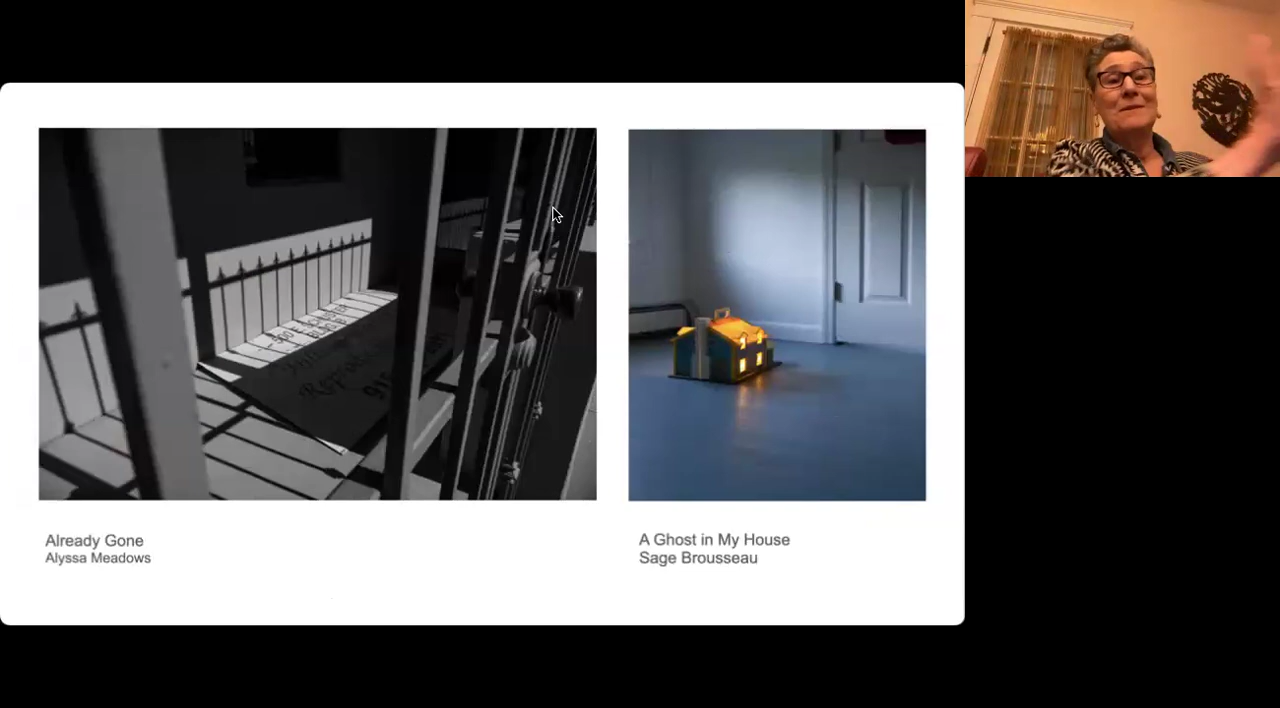 Already Gone
Alyssa Meadows
A Ghost in My House
Sage Brousseau